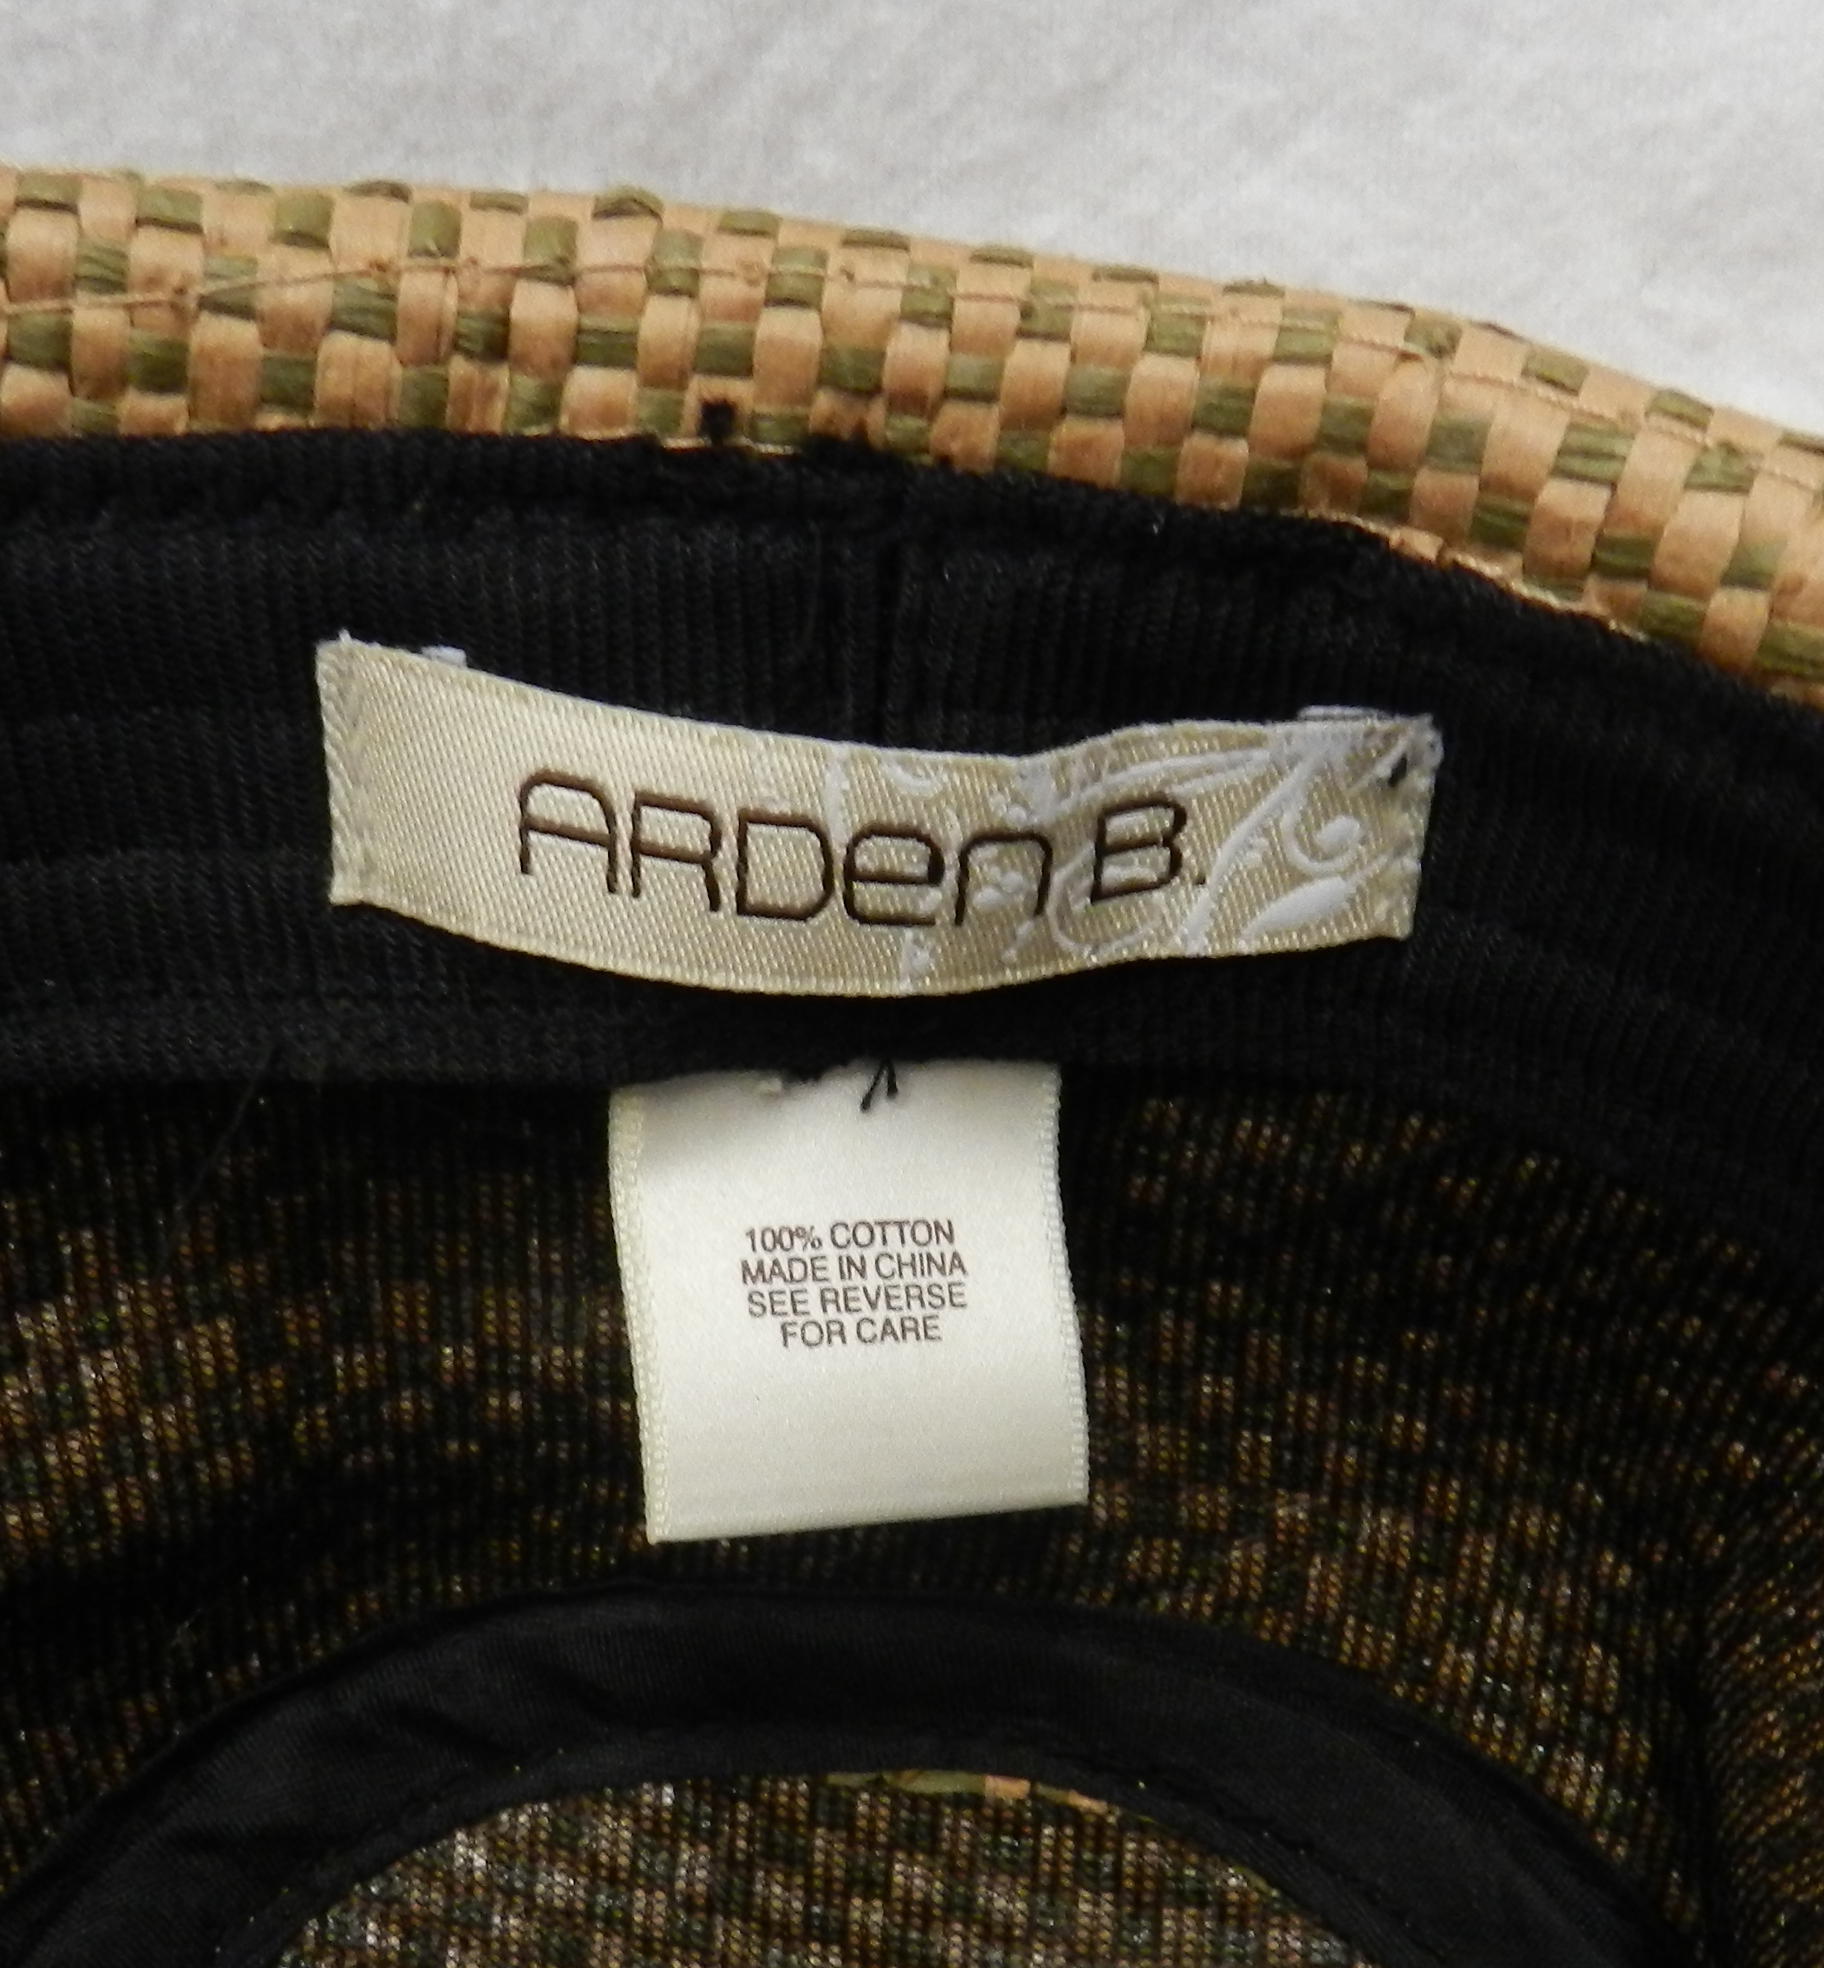 ARDen B.
100% COTTON
MADE IN CHINA
SEE REVERSE
FOR CARE